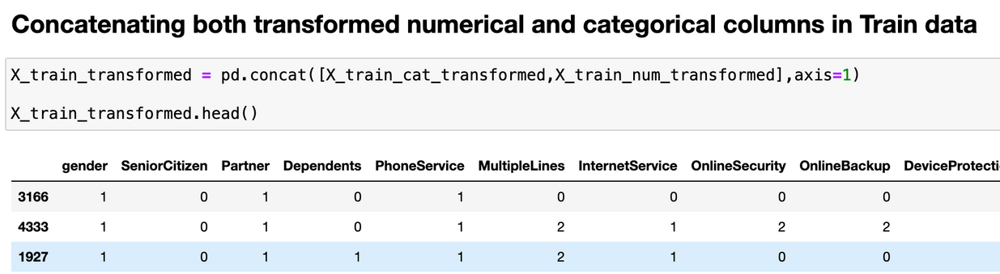 Concatenating both transformed numerical and categorical columns in Train data
X_train_transformed = pd.concat([X_train_cat_transformed,X_train_num_transformed],axis=1)
X_train_transformed.head()
gender SeniorCitizen Partner Dependents PhoneService MultipleLines InternetService OnlineSecurity OnlineBackup DeviceProtecti
3166 1 0 1 0 1 0 0 0 0
4333 1 0 1 0 1 2 1 2 2
1927 1 0 1 1 1 2 1 0 0